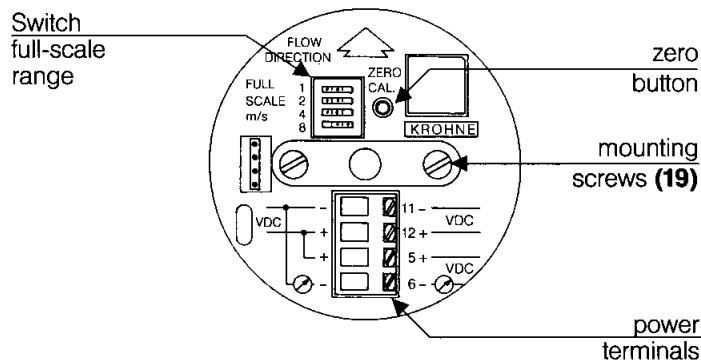 Switch
full-scale
range
FLOW
DIRECTION
ZERO
CAL.
FULL
SCALE
m/s
1
2
4
8
KROHNE
zero
button
mounting
screws (19)
VDC
-
+
+
-
11 -
VDC
12 +
5 +
VDC
6 -
power
terminals